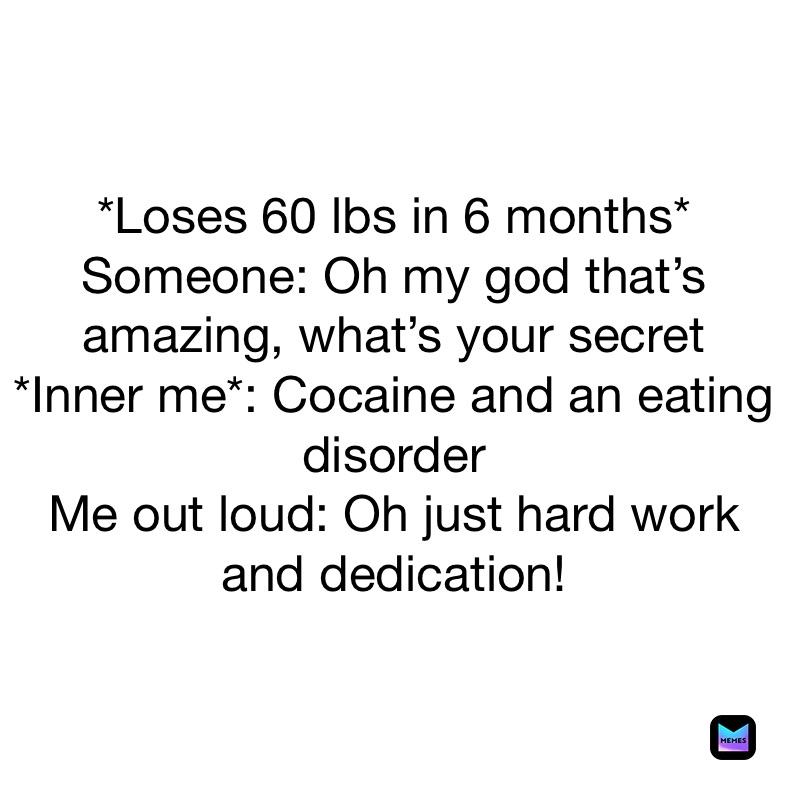 *Loses 60 lbs in 6 months*
Someone: Oh my god that’s
amazing, what’s your secret
*Inner me*: Cocaine and an eating
disorder
Me out loud: Oh just hard work
and dedication!
MEMES